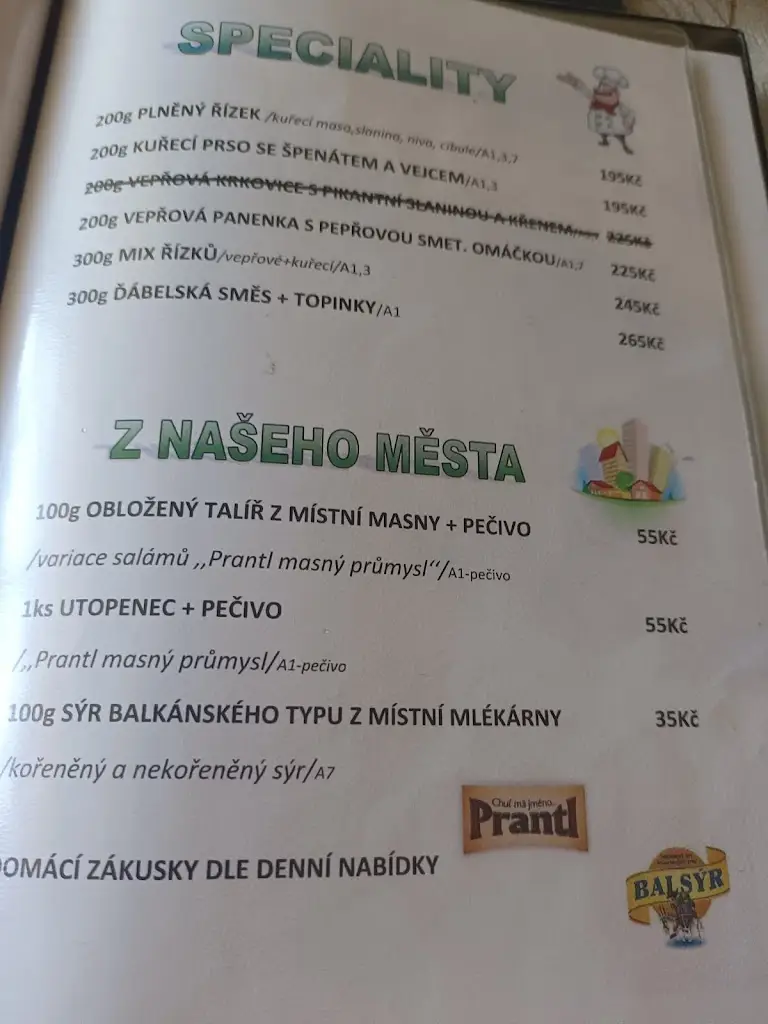 SPECIALITY
200g PLNĚNÝ ŘÍZEK /kuřecí maso,slanina, niva, cibule/A1,3,7 195Kč
200g KUŘECÍ PRSO SE ŠPENÁTEM A VEJCEM/A1,3 195Kč
200g VEPŘOVÁ KRKOVICE S PIKANTNÍ SLANINOU A KŘENEM 225Kč
200g VEPŘOVÁ PANENKA S PEPŘOVOU SMET. OMÁČKOU/A1,7 225Kč
300g MIX ŘÍZKŮ/vepřové+kuřecí/A1,3 245Kč
300g ĎÁBELSKÁ SMĚS + TOPINKY/A1 265Kč
Z NAŠEHO MĚSTA
100g OBLOŽENÝ TALÍŘ Z MÍSTNÍ MASNY + PEČIVO 55Kč
/variace salámů ,,Prantl masný průmysl‘‘/A1-pečivo
1ks UTOPENEC + PEČIVO 55Kč
/,,Prantl masný průmysl/A1-pečivo
100g SÝR BALKÁNSKÉHO TYPU Z MÍSTNÍ MLÉKÁRNY 35Kč
/kořeněný a nekořeněný sýr/A7
Chuť má jméno...
Prantl
DOMÁCÍ ZÁKUSKY DLE DENNÍ NABÍDKY
BALSÝR